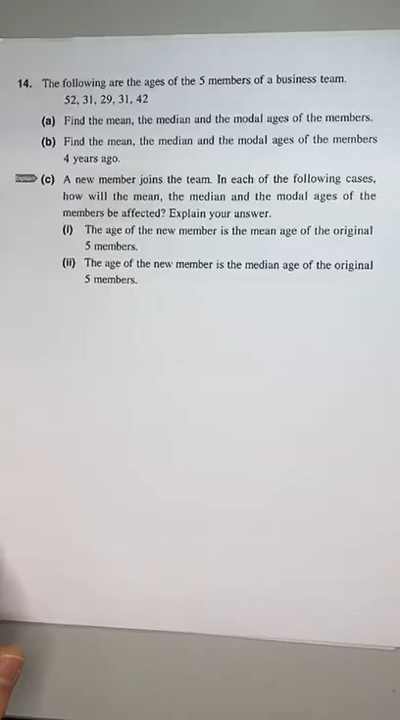 14. The following are the ages of the 5 members of a business team.
52, 31, 29, 31, 42
(a) Find the mean, the median and the modal ages of the members.
(b) Find the mean, the median and the modal ages of the members
4 years ago.
(c) A new member joins the team. In each of the following cases,
how will the mean, the median and the modal ages of the
members be affected? Explain your answer.
(i) The age of the new member is the mean age of the original
5 members.
(ii) The age of the new member is the median age of the original
5 members.